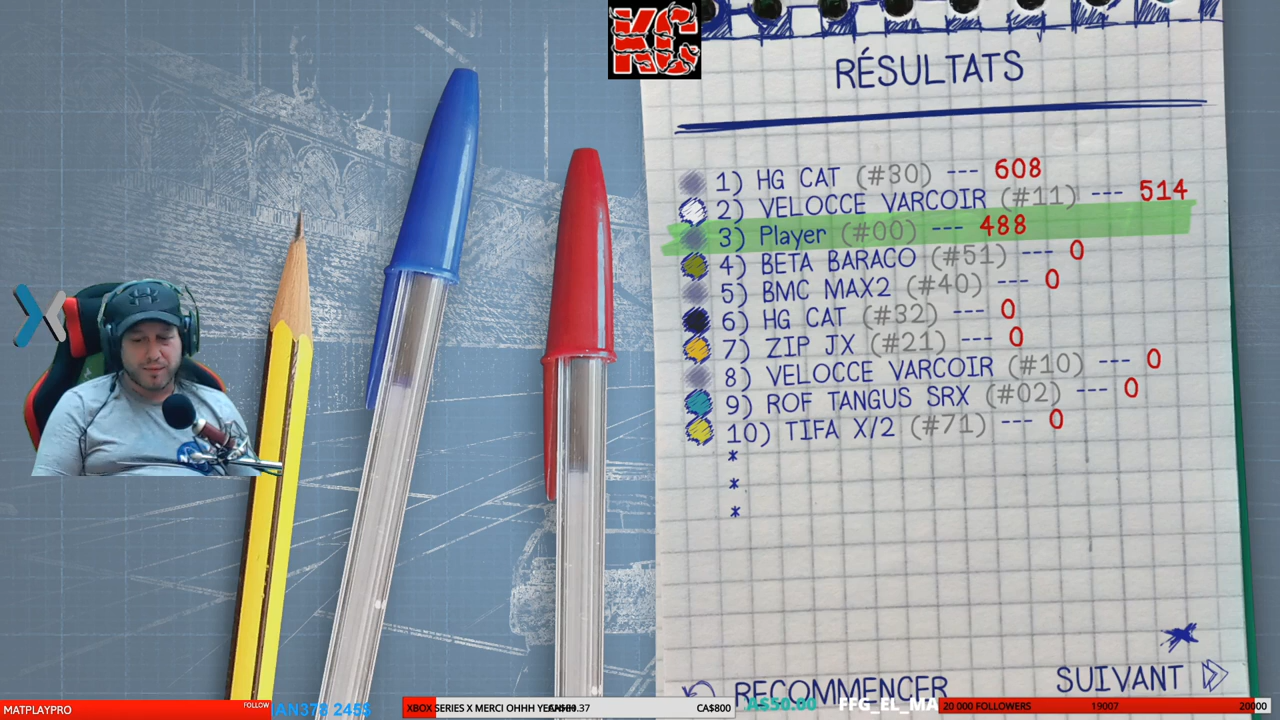 KC
RÉSULTATS
1) HG CAT (#30) --- 608
2) VELOCCE VARCOIR (#11) --- 514
3) Player (#00) --- 488
4) BETA BARACO (#51) --- 0
5) BMC MAX2 (#40) --- 0
6) HG CAT (#32) --- 0
7) ZIP JX (#21) --- 0
8) VELOCCE VARCOIR (#10) --- 0
9) ROF TANGUS SRX (#02) --- 0
10) TIFA X/2 (#71) --- 0
*
*
*
RECOMMENCER SUIVANT
MATPLAYPRO FOLLOW XBOX SERIES X MERCI OHHH CA$800 A$50.00 FFG_EL_MA 20 000 FOLLOWERS 19007 20000